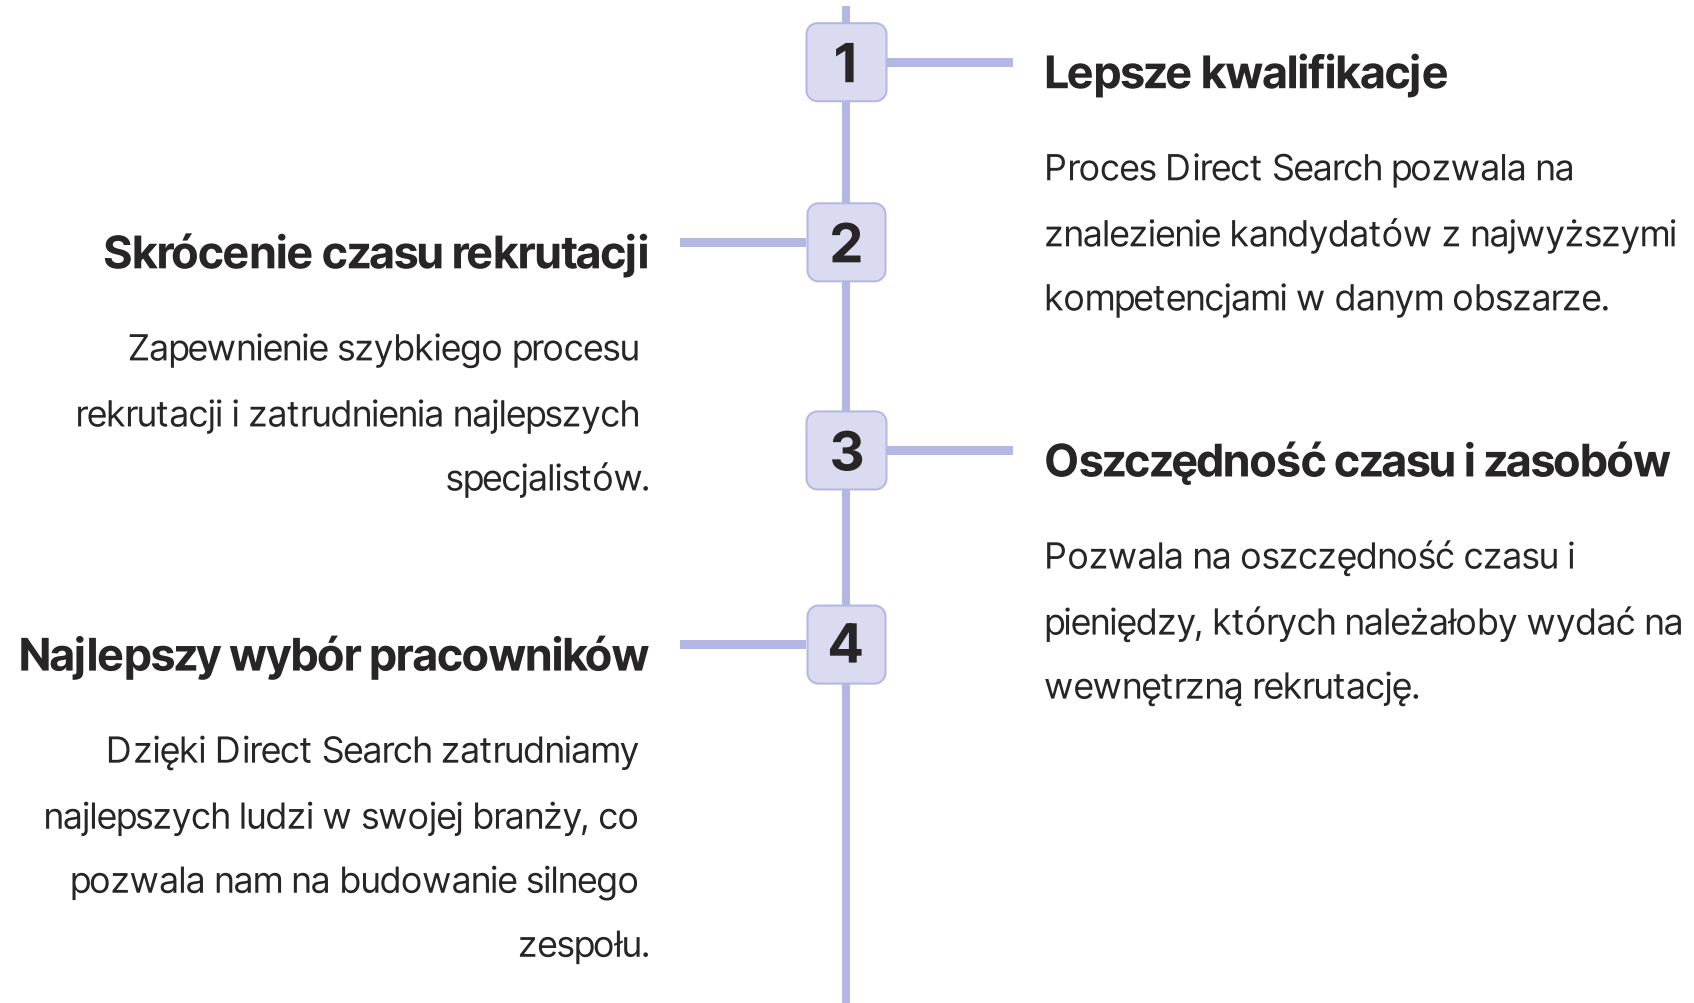 1
Lepsze kwalifikacje
Proces Direct Search pozwala na
znalezienie kandydatów z najwyższymi
kompetencjami w danym obszarze.
2
Skrócenie czasu rekrutacji
Zapewnienie szybkiego procesu
rekrutacji i zatrudnienia najlepszych
specjalistów.
3
Oszczędność czasu i zasobów
Pozwala na oszczędność czasu i
pieniędzy, których należałoby wydać na
wewnętrzną rekrutację.
4
Najlepszy wybór pracowników
Dzięki Direct Search zatrudniamy
najlepszych ludzi w swojej branży, co
pozwala nam na budowanie silnego
zespołu.